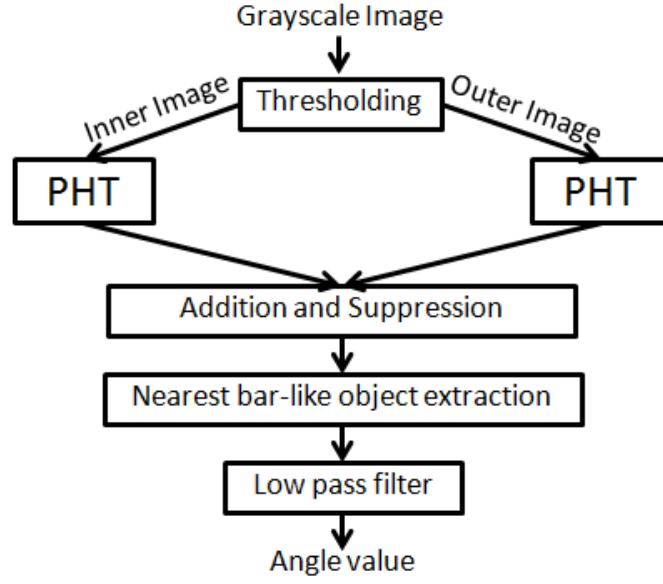 Grayscale Image
Thresholding
Inner Image
Outer Image
PHT
PHT
Addition and Suppression
Nearest bar-like object extraction
Low pass filter
Angle value